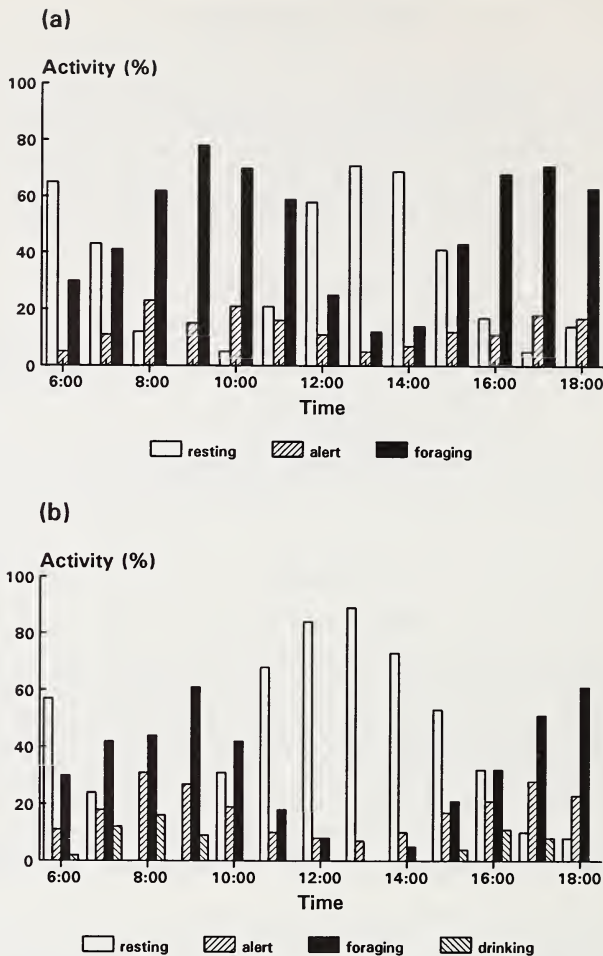 (a)
Activity (%)
100
80
60
40
20
0
6:00 8:00 10:00 12:00 14:00 16:00 18:00
Time
resting alert foraging
(b)
Activity (%)
100
80
60
40
20
0
6:00 8:00 10:00 12:00 14:00 16:00 18:00
Time
resting alert foraging drinking